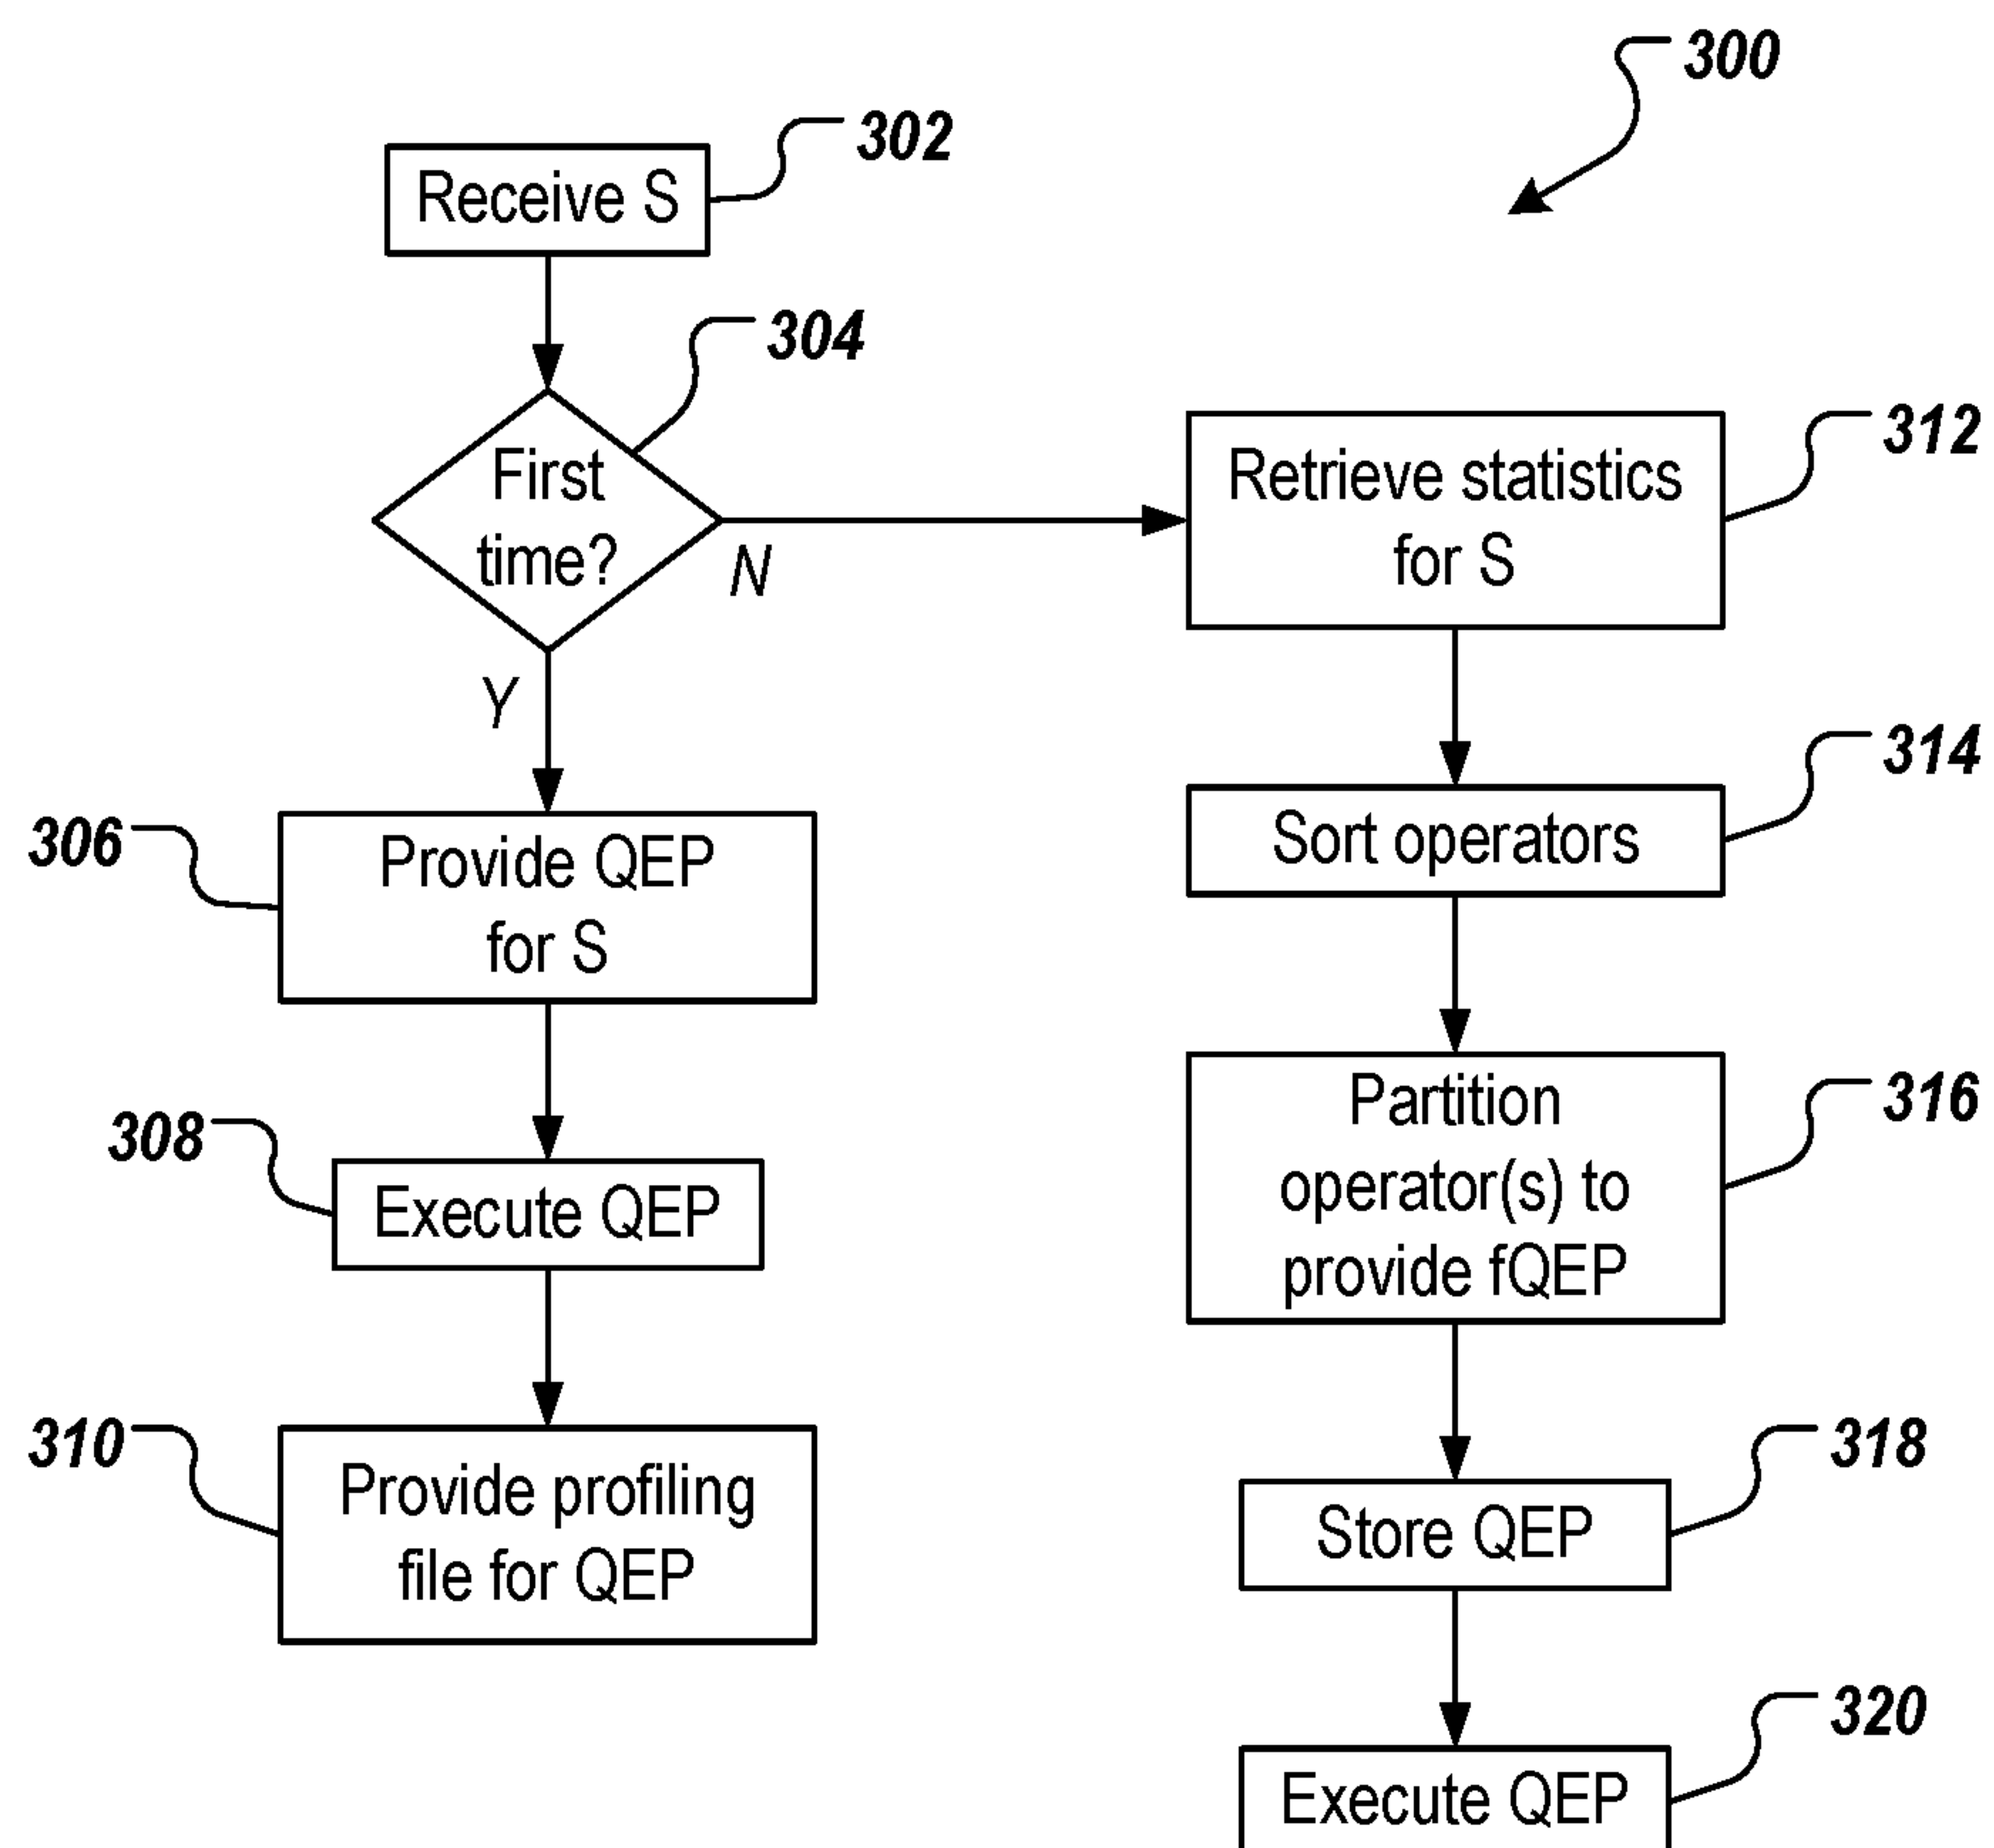 300
302
Receive S
304
First
time?
N
Y
306
Provide QEP
for S
308
Execute QEP
310
Provide profiling
file for QEP
312
Retrieve statistics
for S
314
Sort operators
316
Partition
operator(s) to
provide fQEP
318
Store QEP
320
Execute QEP